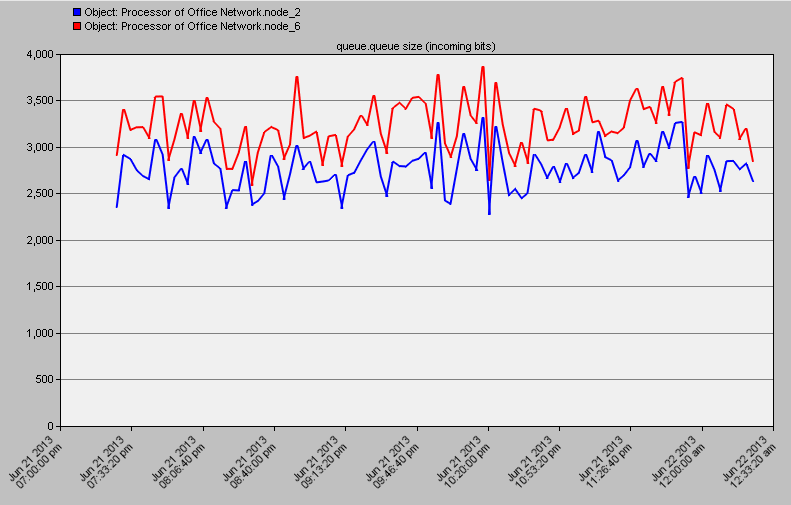 Object: Processor of Office Network.node_2
Object: Processor of Office Network.node_6
queue.queue size (incoming bits)
4,000
3,500
3,000
2,500
2,000
1,500
1,000
500
0
Jun 21 2013
07:00:00 pm
Jun 21 2013
07:33:20 pm
Jun 21 2013
08:06:40 pm
Jun 21 2013
08:40:00 pm
Jun 21 2013
09:13:20 pm
Jun 21 2013
09:46:40 pm
Jun 21 2013
10:20:00 pm
Jun 21 2013
10:53:20 pm
Jun 21 2013
11:26:40 pm
Jun 22 2013
12:00:00 am
Jun 22 2013
12:33:20 am